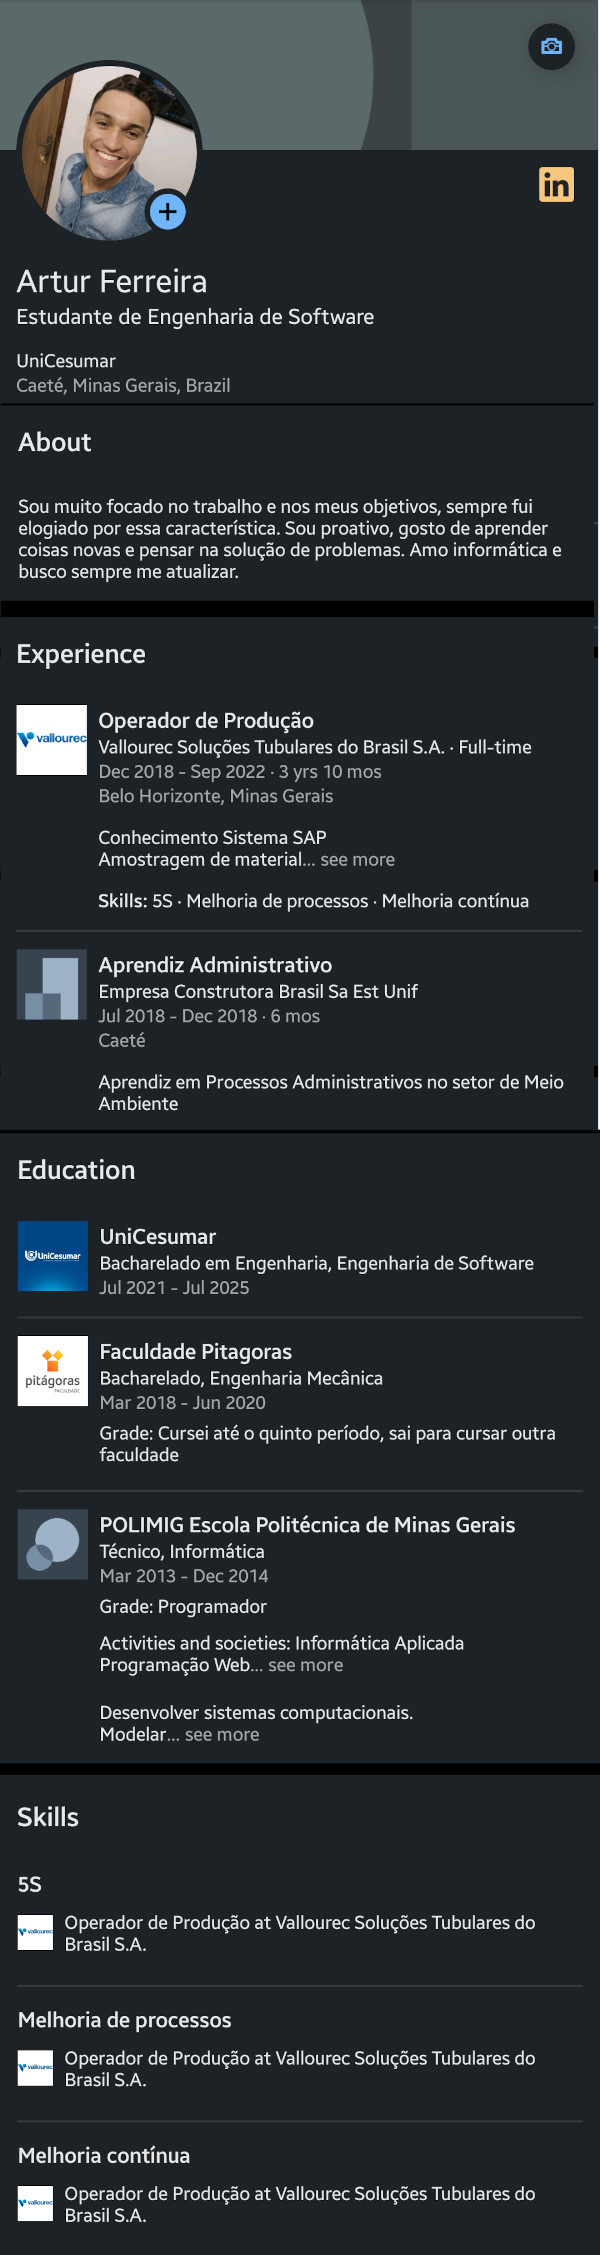 in
Artur Ferreira
Estudante de Engenharia de Software
UniCesumar
Caeté, Minas Gerais, Brazil
About
Sou muito focado no trabalho e nos meus objetivos, sempre fui
elogiado por essa característica. Sou proativo, gosto de aprender
coisas novas e pensar na solução de problemas. Amo informática e
busco sempre me atualizar.
Experience
vallourec
Operador de Produção
Vallourec Soluções Tubulares do Brasil S.A. · Full-time
Dec 2018 - Sep 2022 · 3 yrs 10 mos
Belo Horizonte, Minas Gerais
Conhecimento Sistema SAP
Amostragem de material... see more
Skills: 5S · Melhoria de processos · Melhoria contínua
Aprendiz Administrativo
Empresa Construtora Brasil Sa Est Unif
Jul 2018 - Dec 2018 · 6 mos
Caeté
Aprendiz em Processos Administrativos no setor de Meio
Ambiente
Education
UniCesumar
UniCesumar
Bacharelado em Engenharia, Engenharia de Software
Jul 2021 - Jul 2025
pitágoras
FACULDADE
Faculdade Pitagoras
Bacharelado, Engenharia Mecânica
Mar 2018 - Jun 2020
Grade: Cursei até o quinto período, sai para cursar outra
faculdade
POLIMIG Escola Politécnica de Minas Gerais
Técnico, Informática
Mar 2013 - Dec 2014
Grade: Programador
Activities and societies: Informática Aplicada
Programação Web... see more
Desenvolver sistemas computacionais.
Modelar... see more
Skills
5S
vallourec
Operador de Produção at Vallourec Soluções Tubulares do
Brasil S.A.
Melhoria de processos
vallourec
Operador de Produção at Vallourec Soluções Tubulares do
Brasil S.A.
Melhoria contínua
vallourec
Operador de Produção at Vallourec Soluções Tubulares do
Brasil S.A.